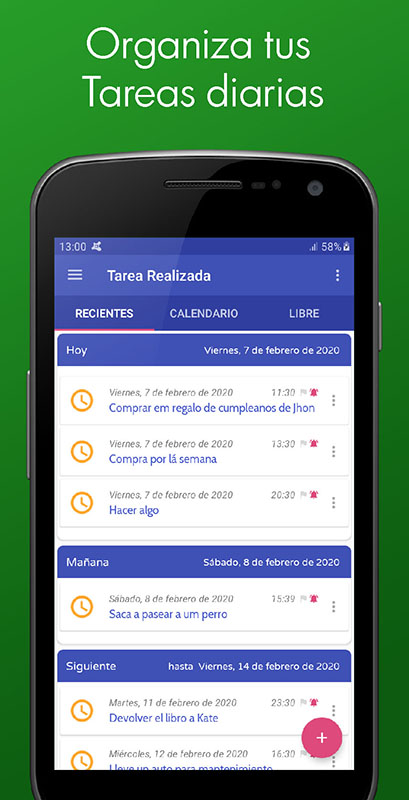 Organiza tus
Tareas diarias
13:00 58%
Tarea Realizada
RECIENTES CALENDARIO LIBRE
Hoy Viernes, 7 de febrero de 2020
Viernes, 7 de febrero de 2020 11:30
Comprar em regalo de cumpleanos de Jhon
Viernes, 7 de febrero de 2020 13:30
Compra por lá semana
Viernes, 7 de febrero de 2020 20:30
Hacer algo
Mañana Sábado, 8 de febrero de 2020
Sábado, 8 de febrero de 2020 15:39
Saca a pasear a um perro
Siguiente hasta Viernes, 14 de febrero de 2020
Martes, 11 de febrero de 2020 23:30
Devolver el libro a Kate
Miércoles, 12 de febrero de 2020 16:30
Lleve un auto para mantenimiento
+